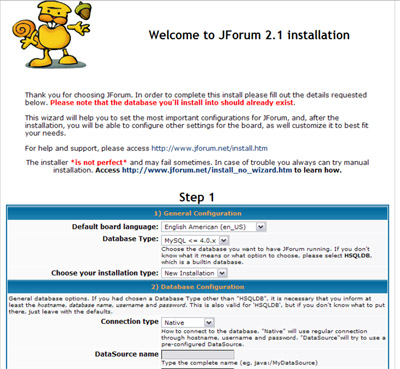 Welcome to JForum 2.1 installation
Thank you for choosing JForum. In order to complete this install please fill out the details requested
below. Please note that the database you'll install into should already exist.
This wizard will help you to set the most important configurations for JForum, and, after the
installation, you will be able to configure other settings for the board, as well customize it to best fit
your needs.
For help and support, please access http://www.jforum.net/install.htm
The installer *is not perfect* and may fail sometimes. In case of trouble you always can try manual
installation. Access http://www.jforum.net/install_no_wizard.htm to learn how.
Step 1
1) General Configuration
Default board language: English American (en_US)
Database Type: MySQL <= 4.0.x
Choose the database you want to have JForum running. If you don't
know what it means or what option to choose, please select HSQLDB,
which is a builtin database.
Choose your installation type: New Installation
2) Database Configuration
General database options. If you had chosen a Database Type other than "HSQLDB", it is necessary that you inform at
least the hostname, database name, username and password. This is also valid for 'HSQLDB', but if you don't know what to put
there, just leave with the defaults.
Connection type Native
How to connect to the database. "Native" will use regular connection
through hostname, username and password. "DataSource"will try to use a
pre-configured DataSource.
DataSource name
Type the complete name (eg. java:/MyDataSource)